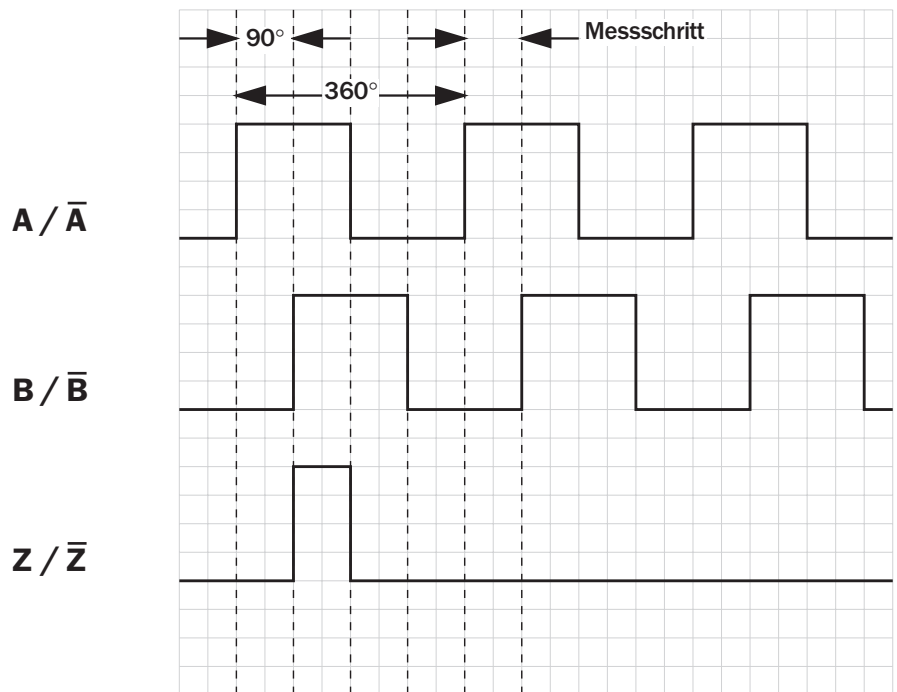 90° Messschritt
360°
A / A̅
B / B̅
Z / Z̅